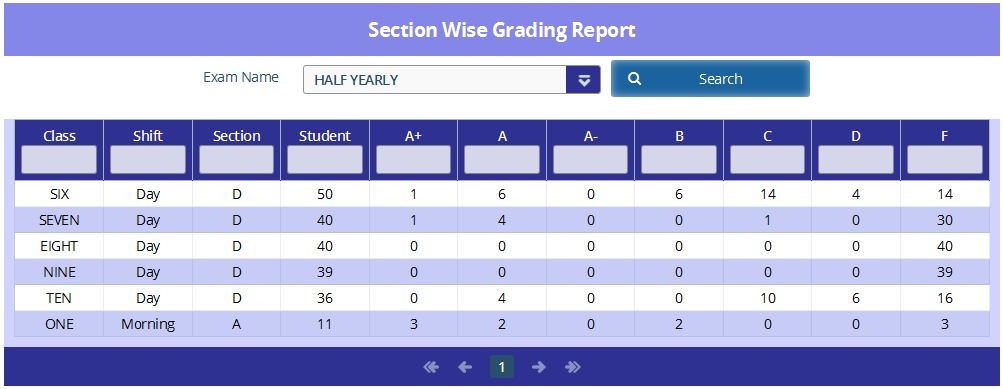 Section Wise Grading Report
Exam Name HALF YEARLY Search
Class Shift Section Student A+ A A- B C D F
SIX Day D 50 1 6 0 6 14 4 14
SEVEN Day D 40 1 4 0 0 1 0 30
EIGHT Day D 40 0 0 0 0 0 0 40
NINE Day D 39 0 0 0 0 0 0 39
TEN Day D 36 0 4 0 0 10 6 16
ONE Morning A 11 3 2 0 2 0 0 3
1